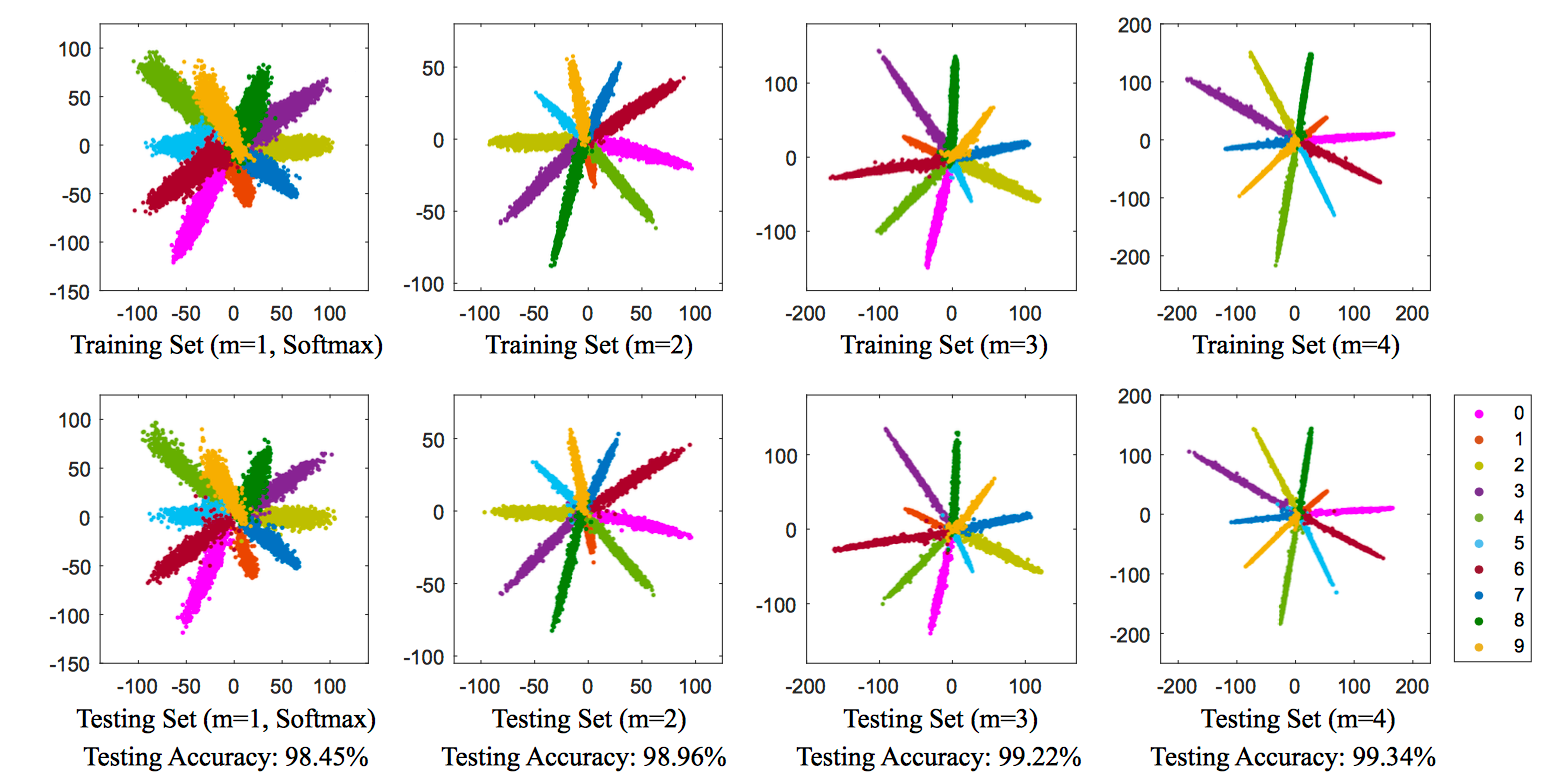 100
50
0
-50
-100
-150
-100 -50 0 50 100
Training Set (m=1, Softmax)
50
0
-50
-100
-100 -50 0 50 100
Training Set (m=2)
100
0
-100
-200 -100 0 100
Training Set (m=3)
200
100
0
-100
-200
-200 -100 0 100 200
Training Set (m=4)
100
50
0
-50
-100
-150
-100 -50 0 50 100
Testing Set (m=1, Softmax)
Testing Accuracy: 98.45%
50
0
-50
-100
-100 -50 0 50 100
Testing Set (m=2)
Testing Accuracy: 98.96%
100
0
-100
-200 -100 0 100
Testing Set (m=3)
Testing Accuracy: 99.22%
200
100
0
-100
-200
-200 -100 0 100 200
Testing Set (m=4)
Testing Accuracy: 99.34%
0
1
2
3
4
5
6
7
8
9